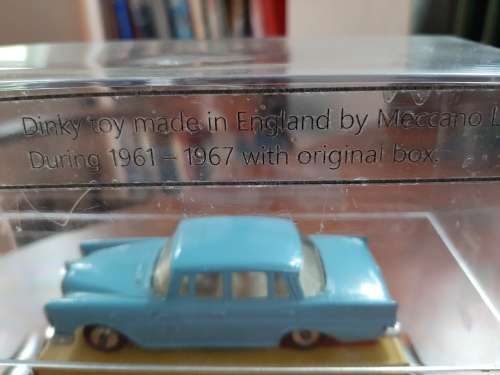 Dinky toy made in England by Meccano L
During 1961 – 1967 with original box.